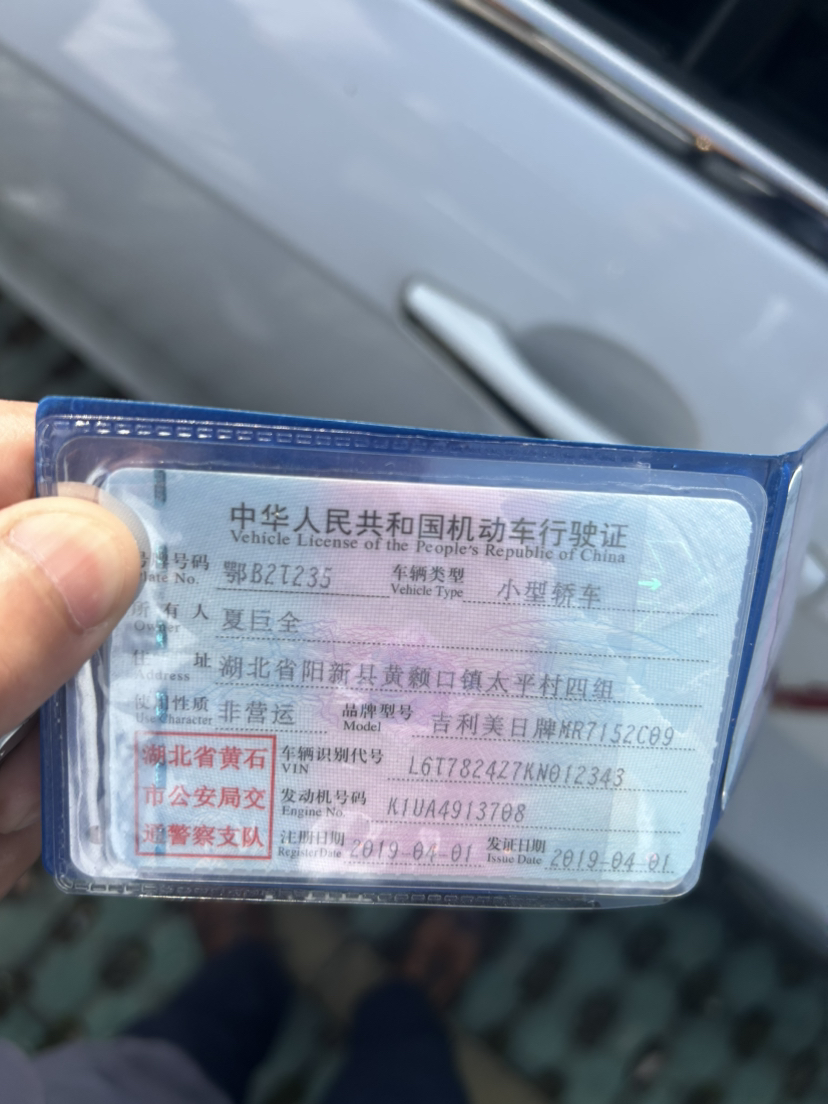 中华人民共和国机动车行驶证
Vehicle License of the People's Republic of China
号牌号码 鄂B2T235 车辆类型 小型轿车
Plate No. Vehicle Type
所有人 夏巨全
Owner
住址 湖北省阳新县黄颡口镇太平村四组
Address
使用性质 非营运 品牌型号 吉利美日牌MR7152C09
Use Character Model
湖北省黄石
市公安局交
通警察支队
车辆识别代号 L6T7824Z7KN012343
VIN
发动机号码 K1UA4913708
Engine No.
注册日期 2019-04-01 发证日期 2019-04-01
Register Date Issue Date